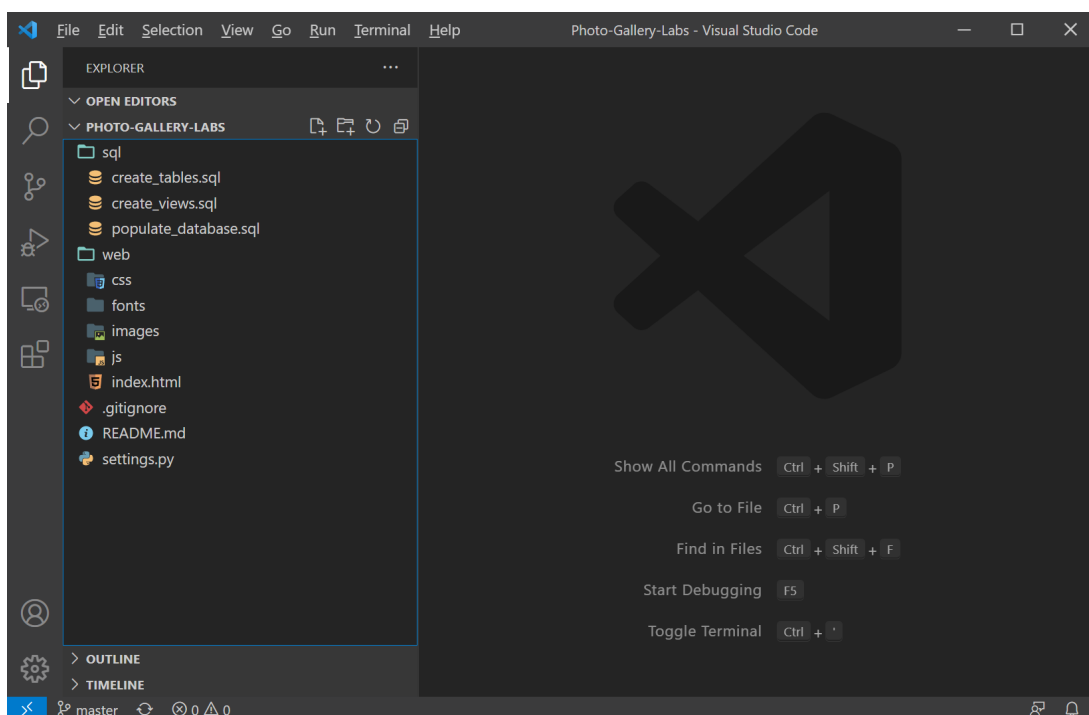 File Edit Selection View Go Run Terminal Help Photo-Gallery-Labs - Visual Studio Code
EXPLORER
OPEN EDITORS
PHOTO-GALLERY-LABS
sql
create_tables.sql
create_views.sql
populate_database.sql
web
css
fonts
images
js
index.html
.gitignore
README.md
settings.py
OUTLINE
TIMELINE
Show All Commands Ctrl + Shift + P
Go to File Ctrl + P
Find in Files Ctrl + Shift + F
Start Debugging F5
Toggle Terminal Ctrl + '
master 0 0